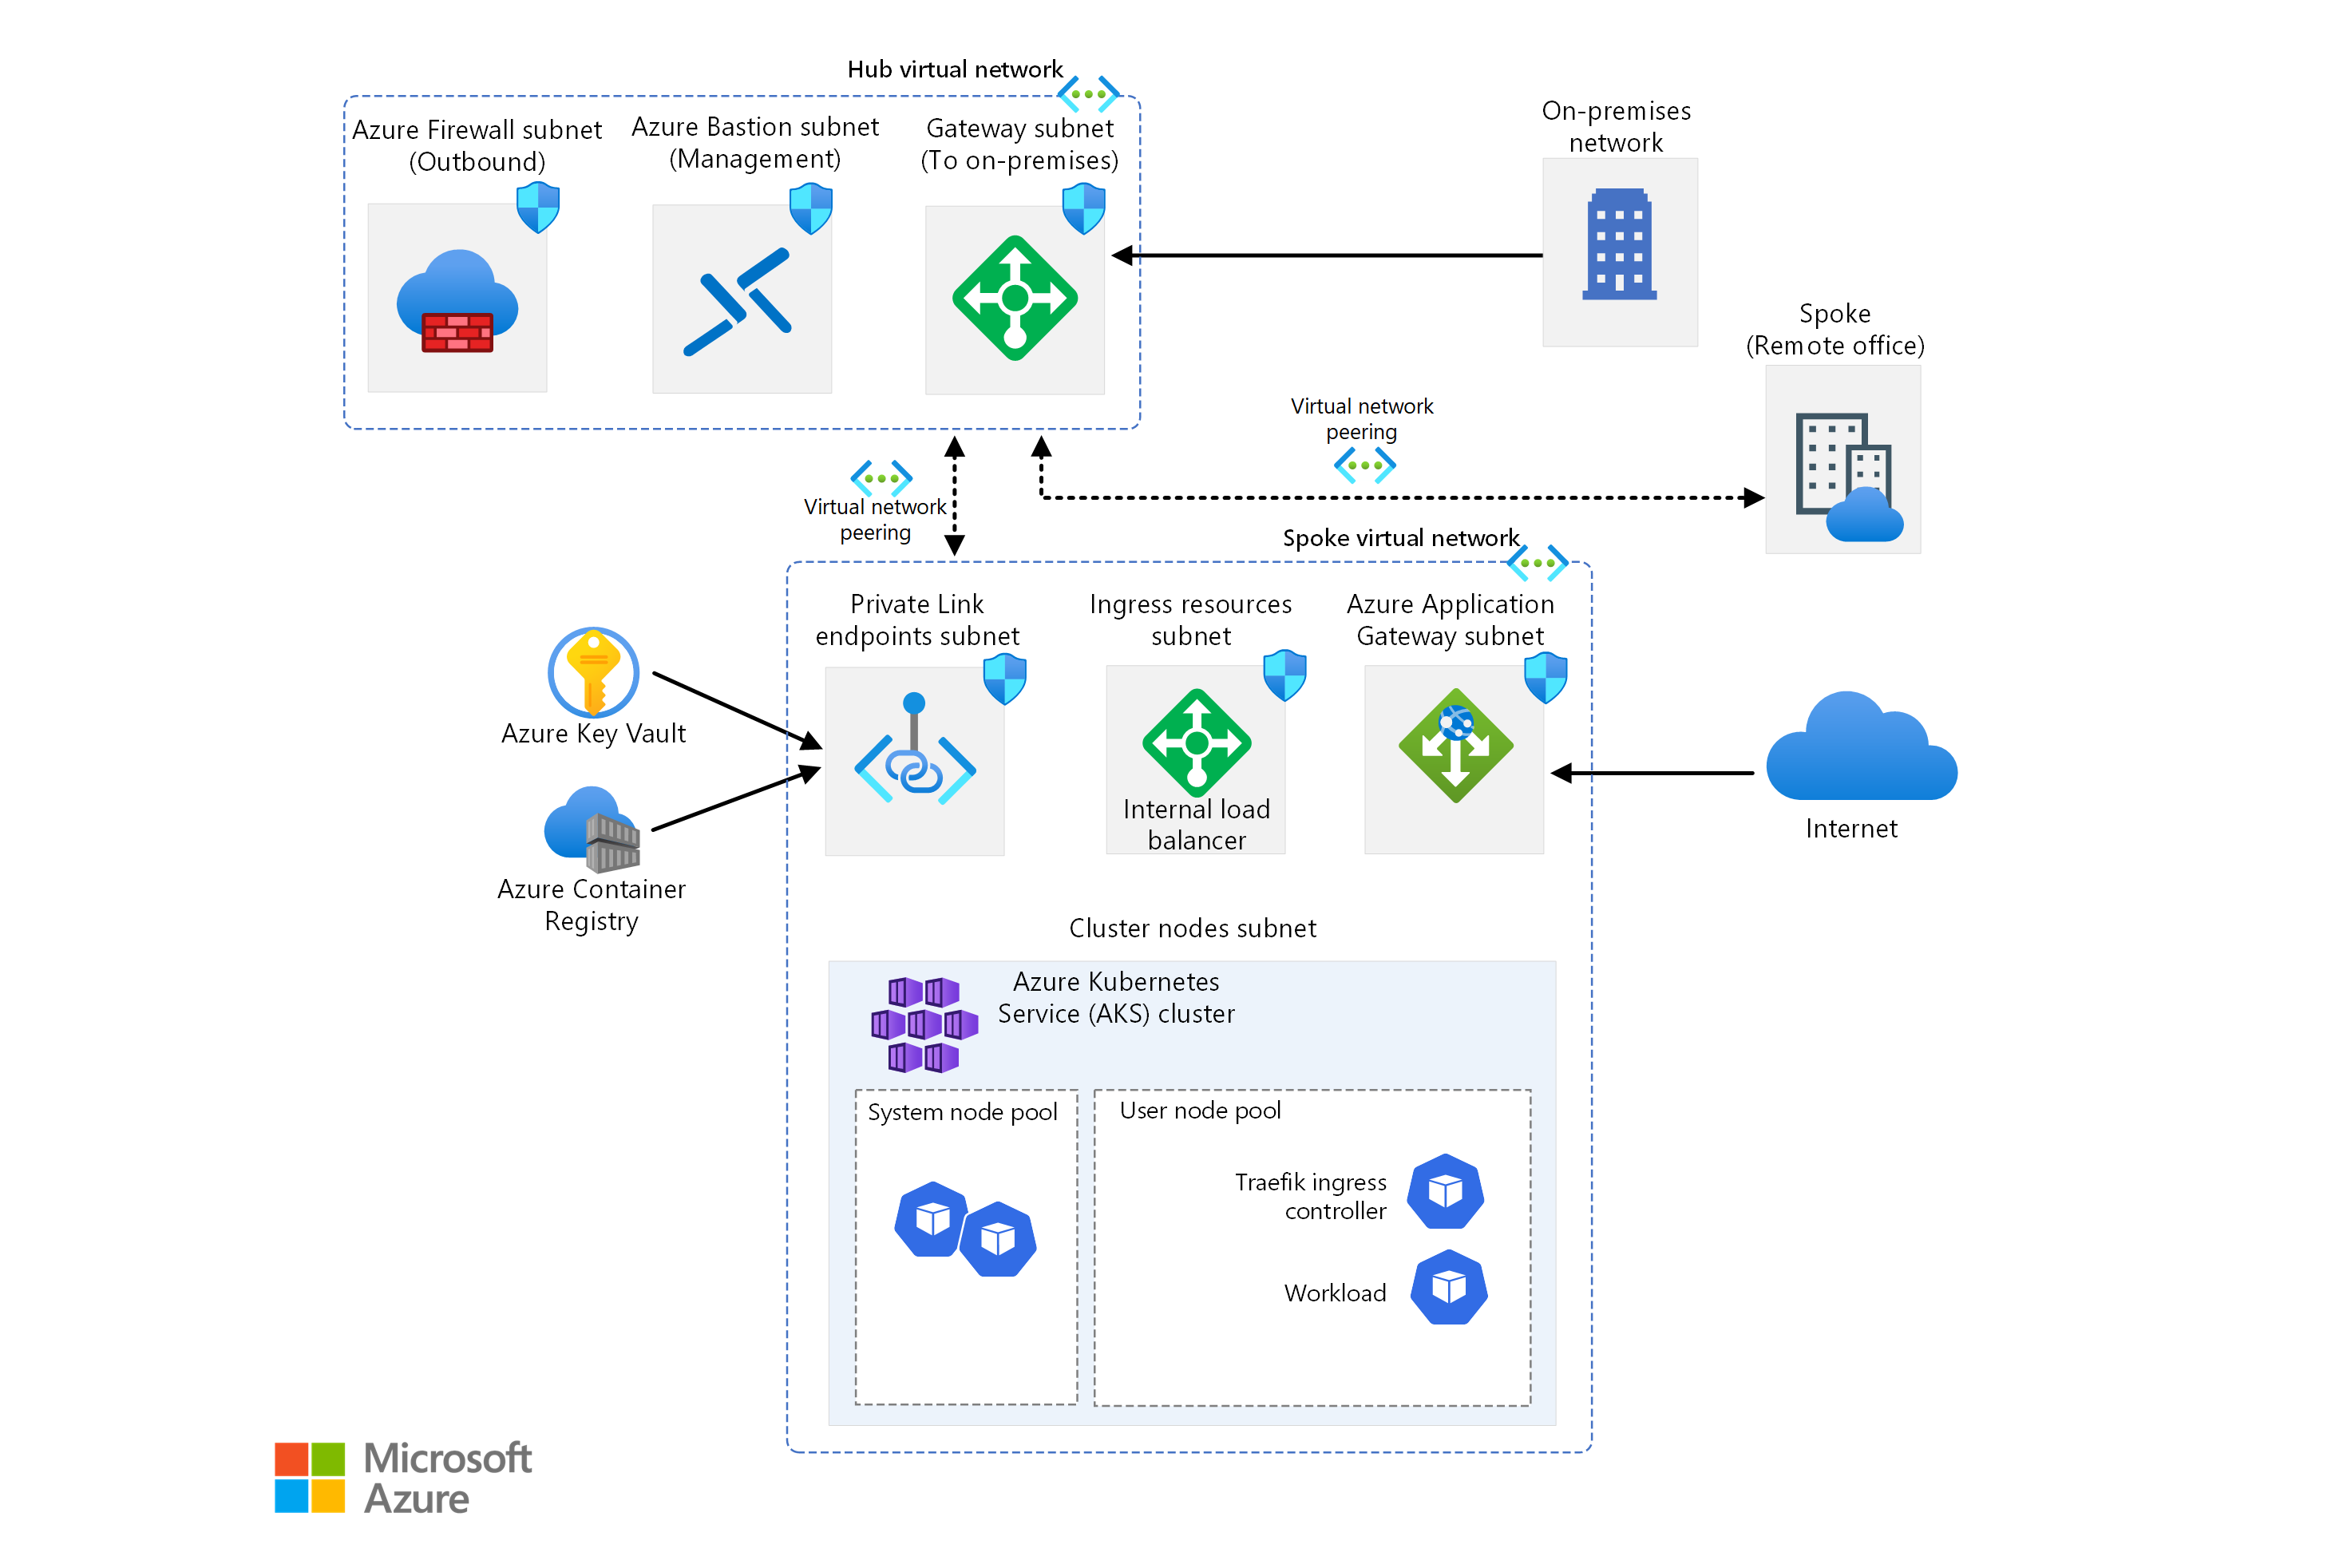 Hub virtual network
Azure Firewall subnet
(Outbound)
Azure Bastion subnet
(Management)
Gateway subnet
(To on-premises)
On-premises
network
Spoke
(Remote office)
Virtual network
peering
Virtual network
peering
Spoke virtual network
Private Link
endpoints subnet
Ingress resources
subnet
Azure Application
Gateway subnet
Azure Key Vault
Internal load
balancer
Internet
Azure Container
Registry
Cluster nodes subnet
Azure Kubernetes
Service (AKS) cluster
System node pool
User node pool
Traefik ingress
controller
Workload
Microsoft
Azure